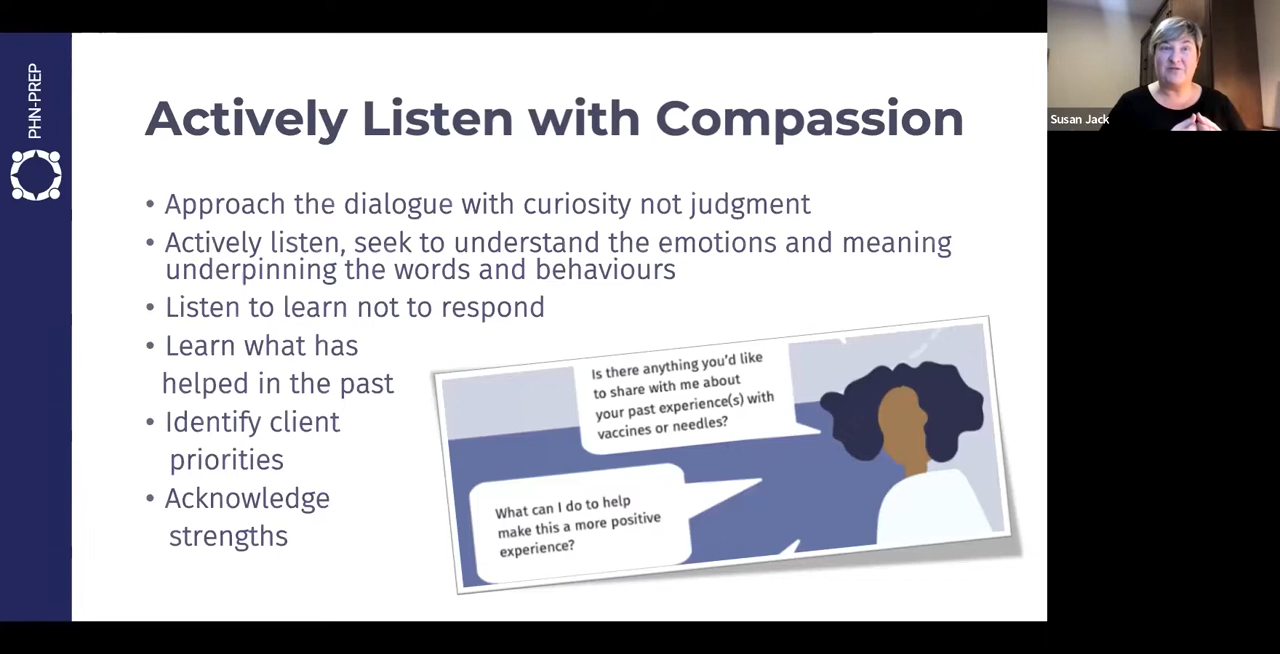 PHN-PREP
Actively Listen with Compassion
• Approach the dialogue with curiosity not judgment
• Actively listen, seek to understand the emotions and meaning
underpinning the words and behaviours
• Listen to learn not to respond
• Learn what has
helped in the past
• Identify client
priorities
• Acknowledge
strengths
Is there anything you'd like
to share with me about
your past experience(s) with
vaccines or needles?
What can I do to help
make this a more positive
experience?
Susan Jack